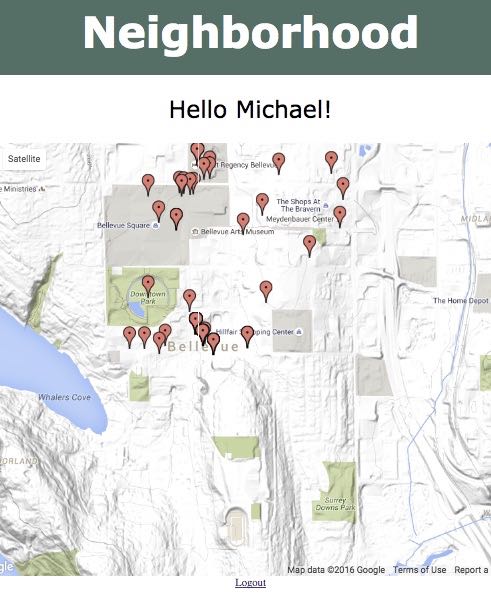 Neighborhood
Hello Michael!
Satellite
Regency Bellevue
e Ministries
The Shops At
The Bravern
Meydenbauer Center
Bellevue Square
Bellevue Arts Museum
MIDLA
Downtown
Park
The Home Depot
Hillfair Shopping Center
Bellevue
Whalers Cove
ORLAND
Surrey
Downs Park
gle
Map data ©2016 Google Terms of Use Report a
Logout